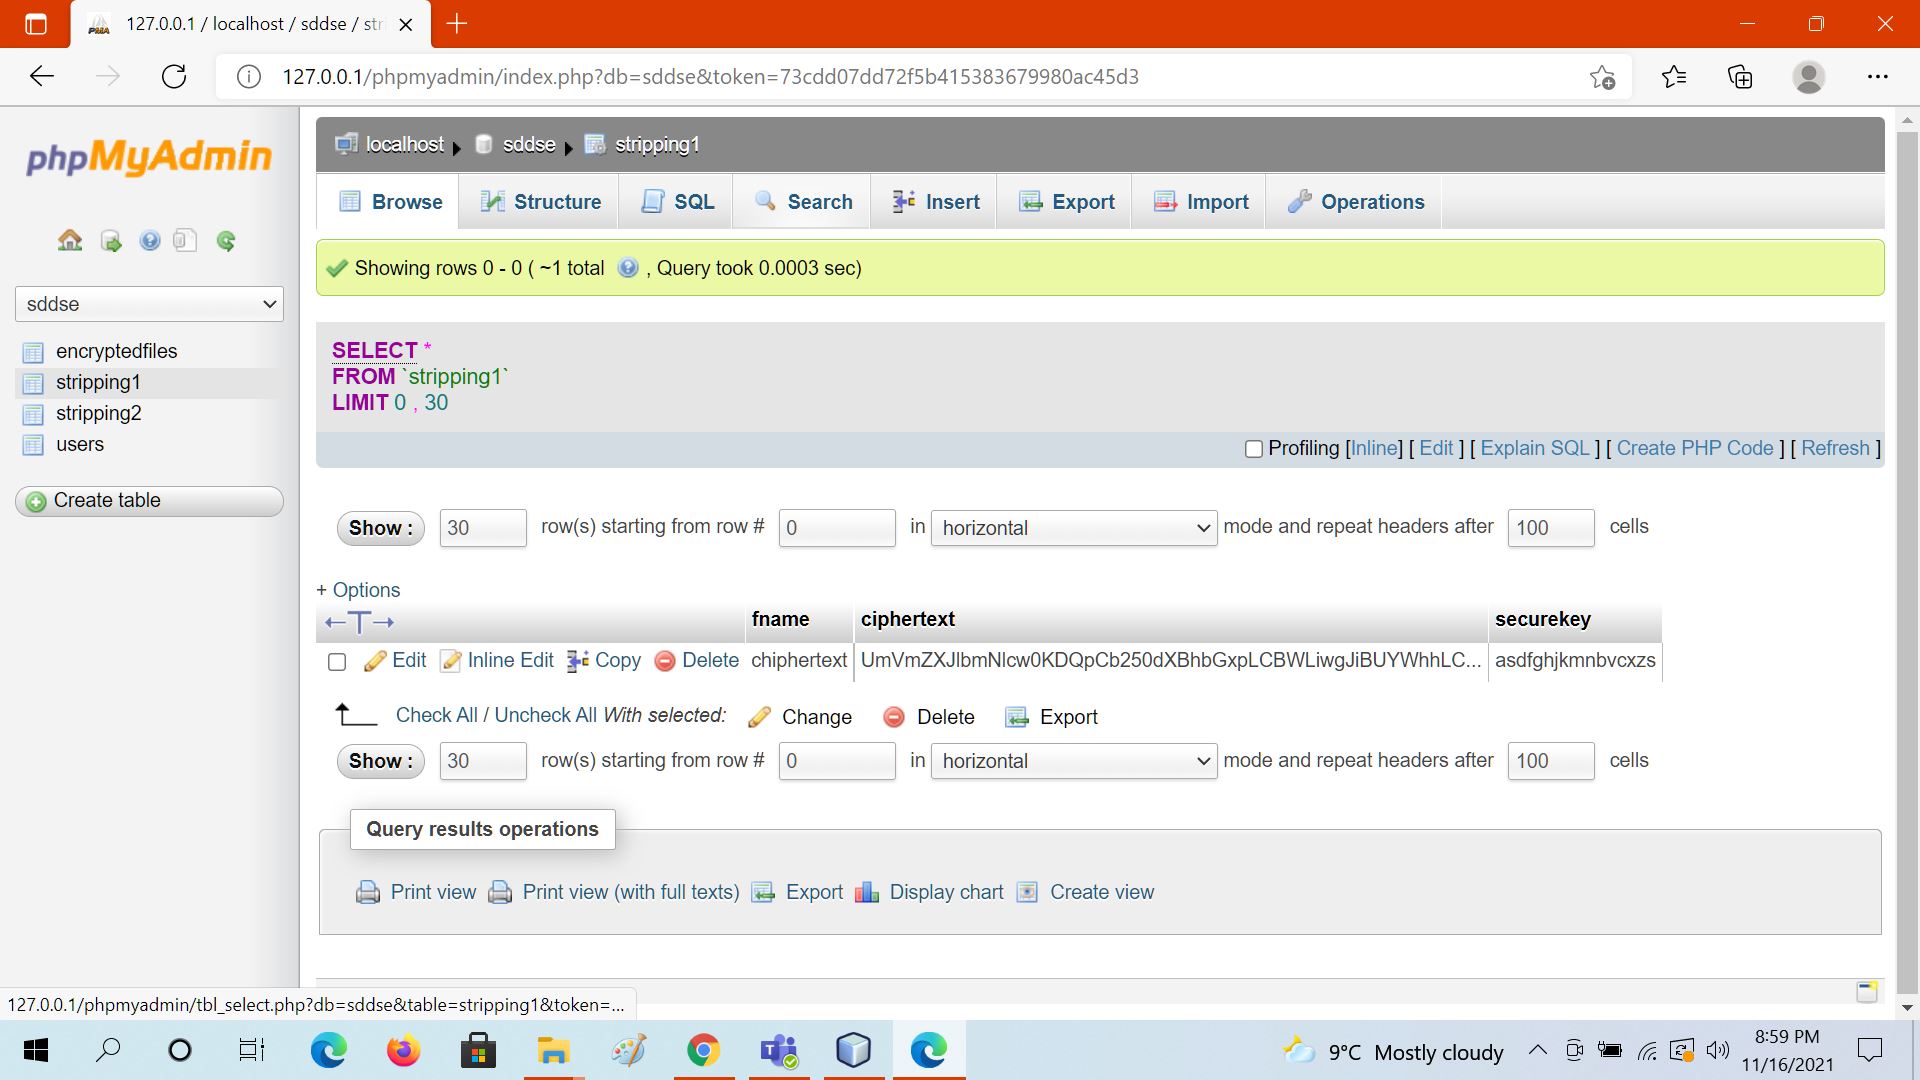 127.0.0.1 / localhost / sddse / stri
127.0.0.1/phpmyadmin/index.php?db=sddse&token=73cdd07dd72f5b415383679980ac45d3
phpMyAdmin
sddse
encryptedfiles
stripping1
stripping2
users
Create table
localhost sddse stripping1
Browse Structure SQL Search Insert Export Import Operations
Showing rows 0 - 0 ( ~1 total , Query took 0.0003 sec)
SELECT *
FROM `stripping1`
LIMIT 0 , 30
Profiling [Inline] [ Edit ] [ Explain SQL ] [ Create PHP Code ] [ Refresh ]
Show : 30 row(s) starting from row # 0 in horizontal mode and repeat headers after 100 cells
+ Options
←T→ fname ciphertext securekey
Edit Inline Edit Copy Delete chiphertext UmVmZXJlbmNlcw0KDQpCb250dXBhbGxpLCBWLiwgJiBUYWhhLC... asdfghjkmnbvcxzs
Check All / Uncheck All With selected: Change Delete Export
Show : 30 row(s) starting from row # 0 in horizontal mode and repeat headers after 100 cells
Query results operations
Print view Print view (with full texts) Export Display chart Create view
127.0.0.1/phpmyadmin/tbl_select.php?db=sddse&table=stripping1&token=...
9°C Mostly cloudy
8:59 PM
11/16/2021